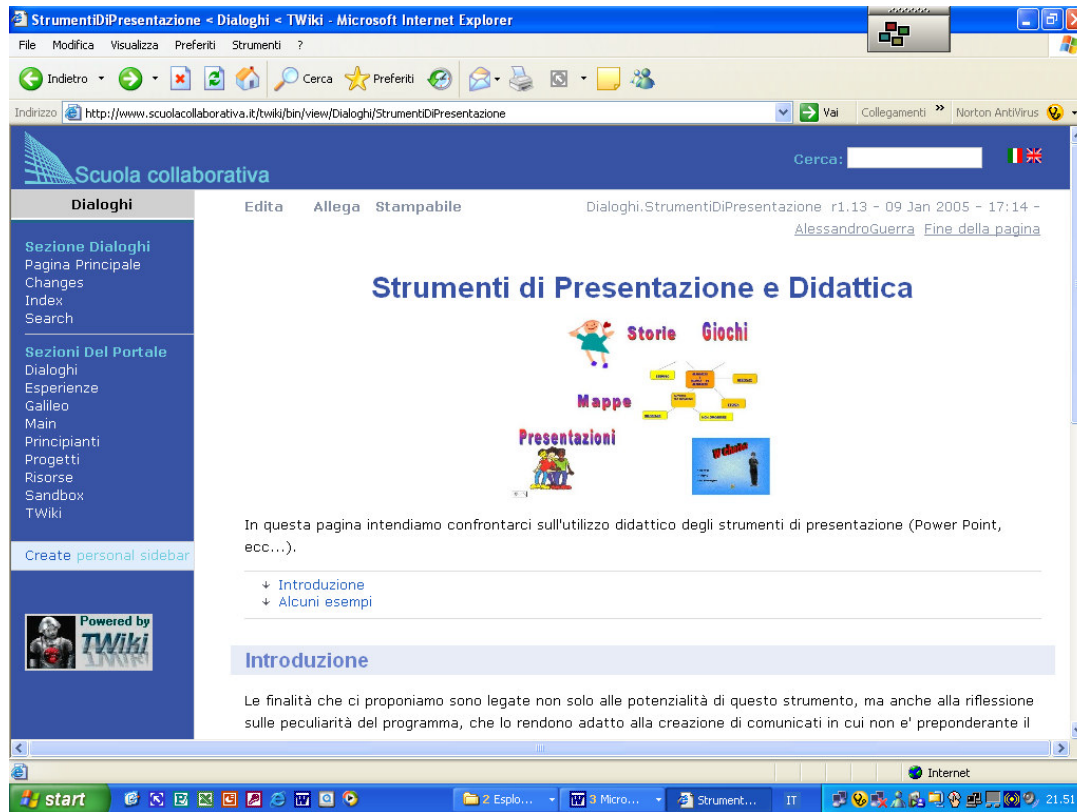 StrumentiDiPresentazione < Dialoghi < TWiki - Microsoft Internet Explorer
File Modifica Visualizza Preferiti Strumenti ?
Indietro Cerca Preferiti
Indirizzo http://www.scuolacollaborativa.it/twiki/bin/view/Dialoghi/StrumentiDiPresentazione Vai Collegamenti » Norton AntiVirus
Scuola collaborativa
Cerca:
Dialoghi
Sezione Dialoghi
Pagina Principale
Changes
Index
Search
Sezioni Del Portale
Dialoghi
Esperienze
Galileo
Main
Principianti
Progetti
Risorse
Sandbox
TWiki
Create personal sidebar
Powered by
TWiki
Edita Allega Stampabile
Dialoghi.StrumentiDiPresentazione r1.13 - 09 Jan 2005 - 17:14 -
AlessandroGuerra Fine della pagina
Strumenti di Presentazione e Didattica
Storie Giochi
Mappe
Presentazioni
In questa pagina intendiamo confrontarci sull'utilizzo didattico degli strumenti di presentazione (Power Point,
ecc...).
Introduzione
Alcuni esempi
Introduzione
Le finalità che ci proponiamo sono legate non solo alle potenzialità di questo strumento, ma anche alla riflessione
sulle peculiarità del programma, che lo rendono adatto alla creazione di comunicati in cui non e' preponderante il
Internet
start 2 Esplo... 3 Micro... Strument... IT 21.51